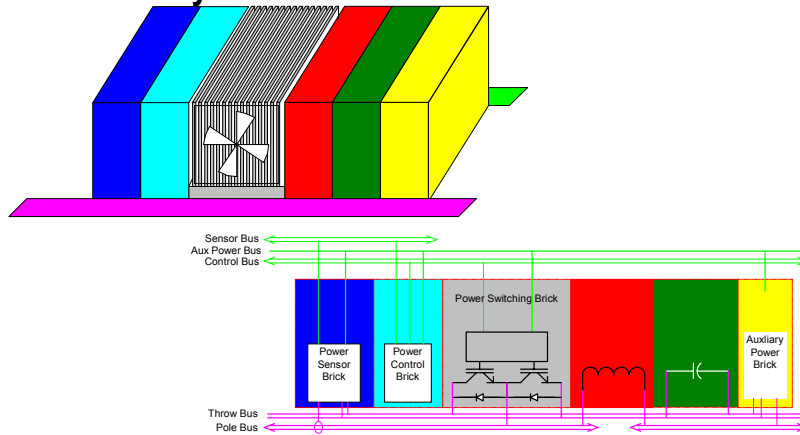 Sensor Bus
Aux Power Bus
Control Bus
Power Switching Brick
Power
Sensor
Brick
Power
Control
Brick
Auxliary
Power
Brick
Throw Bus
Pole Bus